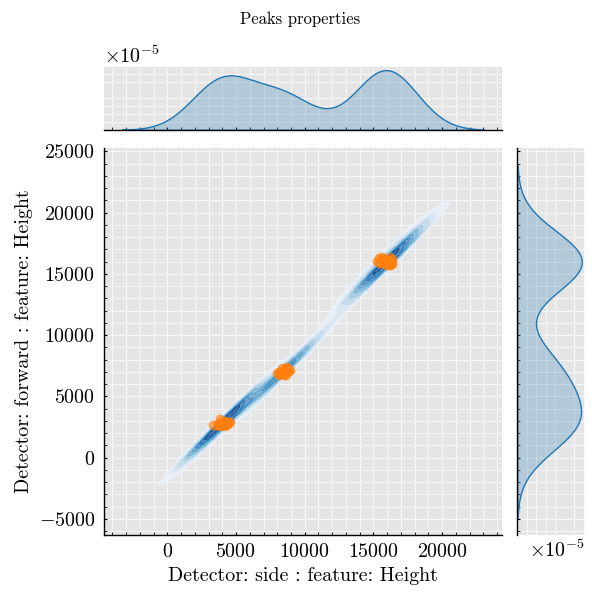 Peaks properties
×10⁻⁵
25000
20000
15000
10000
5000
0
−5000
Detector: forward : feature: Height
0 5000 10000 15000 20000
×10⁻⁵
Detector: side : feature: Height